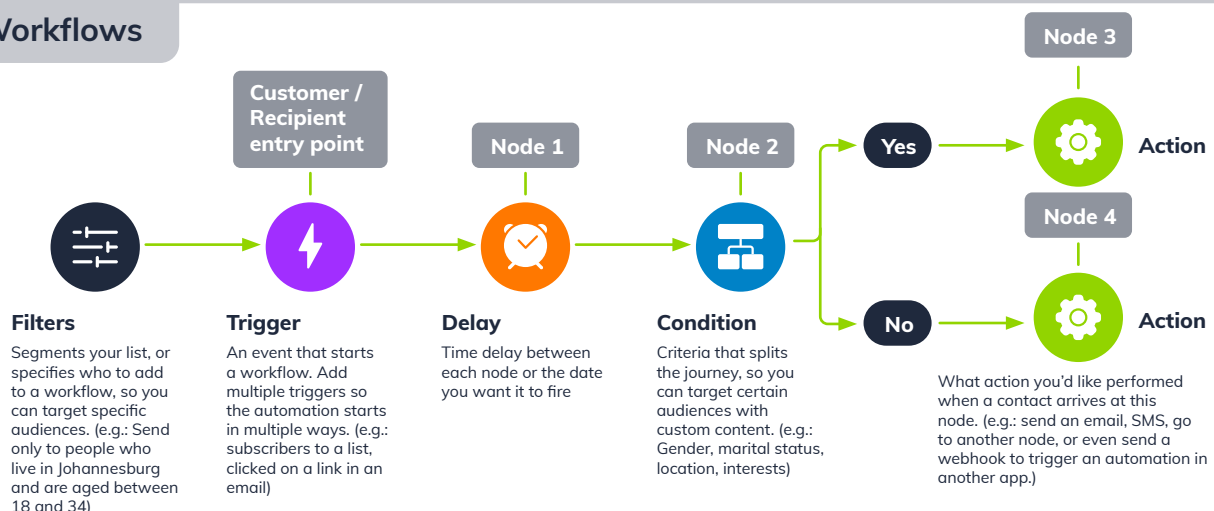 Workflows
Customer /
Recipient
entry point
Node 1
Node 2
Node 3
Node 4
Yes
No
Action
Action
Filters
Segments your list, or
specifies who to add
to a workflow, so you
can target specific
audiences. (e.g.: Send
only to people who
live in Johannesburg
and are aged between
18 and 34)
Trigger
An event that starts
a workflow. Add
multiple triggers so
the automation starts
in multiple ways. (e.g.:
subscribers to a list,
clicked on a link in an
email)
Delay
Time delay between
each node or the date
you want it to fire
Condition
Criteria that splits
the journey, so you
can target certain
audiences with
custom content. (e.g.:
Gender, marital status,
location, interests)
What action you’d like performed
when a contact arrives at this
node. (e.g.: send an email, SMS, go
to another node, or even send a
webhook to trigger an automation in
another app.)